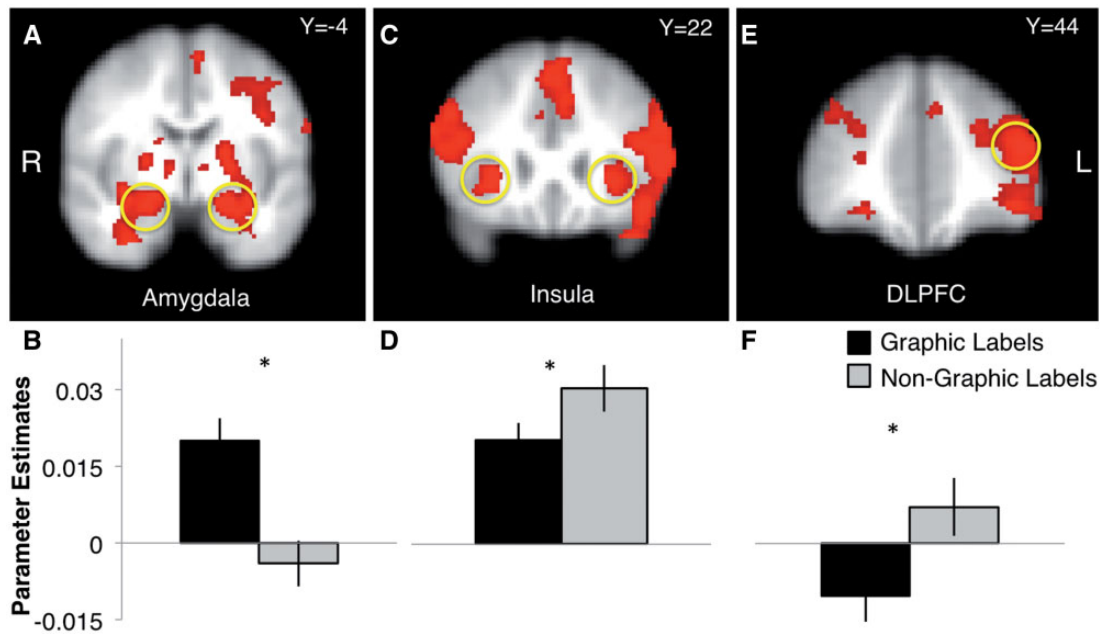 A
Y=-4
R
Amygdala
C
Y=22
Insula
E
Y=44
L
DLPFC
B
*
Parameter Estimates
0.03
0.015
0
-0.015
D
*
F
Graphic Labels
Non-Graphic Labels
*